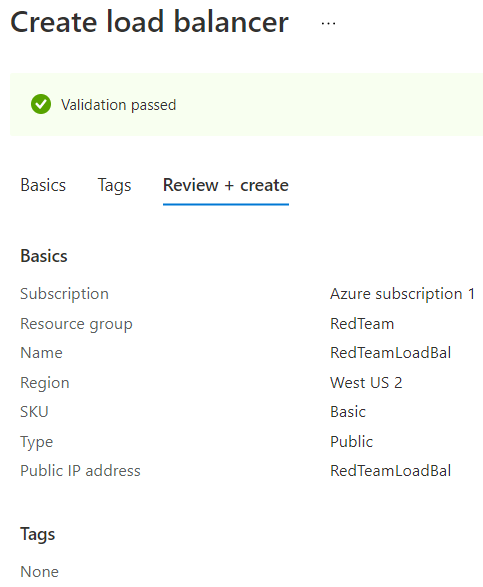 Create load balancer ...
Validation passed
Basics Tags Review + create
Basics
Subscription Azure subscription 1
Resource group RedTeam
Name RedTeamLoadBal
Region West US 2
SKU Basic
Type Public
Public IP address RedTeamLoadBal
Tags
None